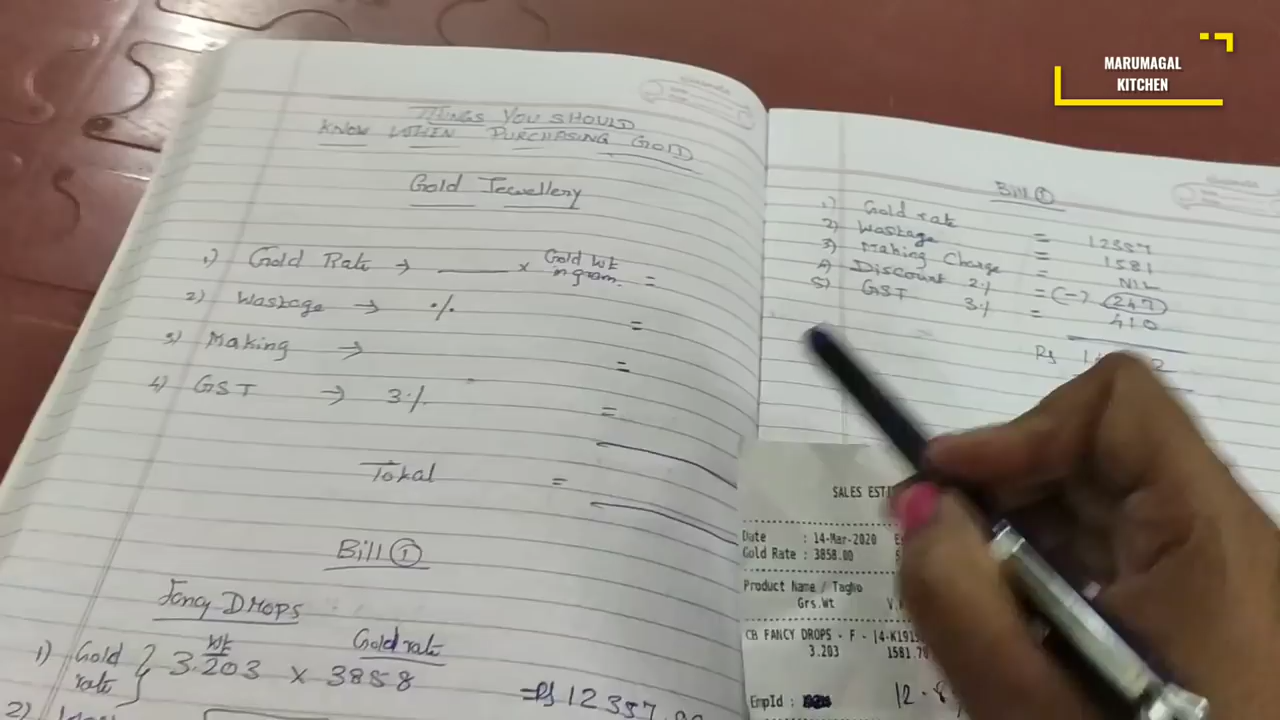 MARUMAGAL
KITCHEN
THINGS YOU SHOULD
KNOW WHEN PURCHASING GOLD
Gold Jewellery
1) Gold Rate → ____ × Gold Wt in gram. =
2) Wastage → % =
3) Making → =
4) GST → 3% =
Total =
Bill ①
Fancy DROPS
Wt Gold rate
1) Gold rate } 3.203 × 3858 = Rs 12357.00
2)
Bill ①
1) Gold rate = 12357
2) Wastage = 1581
3) Making Charge = NIL
4) Discount 2% = (-) 247
5) GST 3% = 410
Rs
SALES
Date : 14-Mar-2020
Gold Rate : 3858.00
Product Name / TagNo
Grs.Wt
CB FANCY DROPS - F -
3.203 1581.70
EmpId :